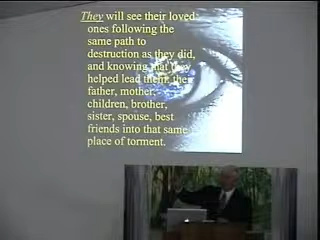 They will see their loved
ones following the
same path to
destruction as they did,
and knowing that they
helped lead them, the
father, mother,
children, brother,
sister, spouse, best
friends into that same
place of torment.